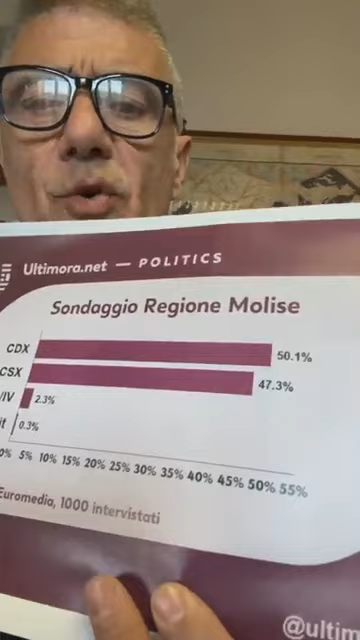 Ultimora.net — POLITICS
Sondaggio Regione Molise
CDX 50.1%
CSX 47.3%
/IV 2.3%
it 0.3%
0% 5% 10% 15% 20% 25% 30% 35% 40% 45% 50% 55%
Euromedia, 1000 intervistati
@ultim